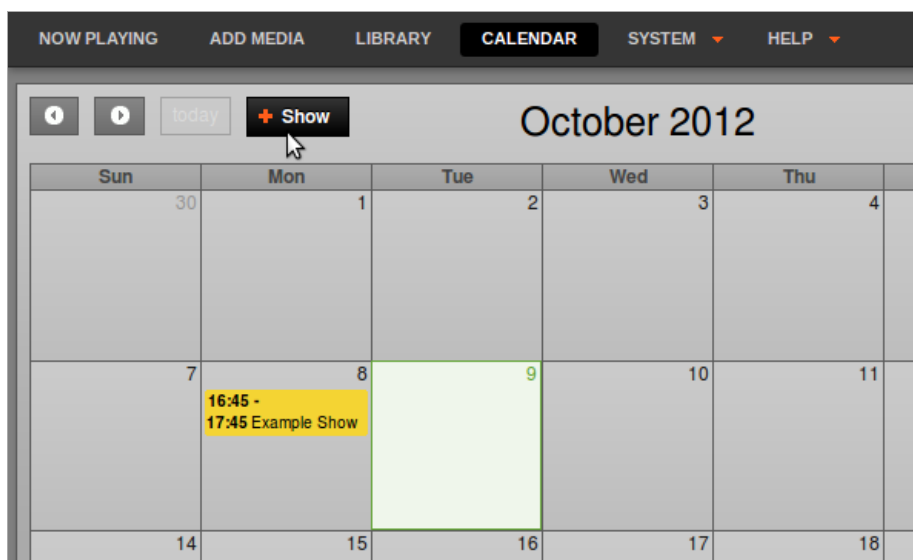 NOW PLAYING ADD MEDIA LIBRARY CALENDAR SYSTEM HELP
today + Show October 2012
Sun Mon Tue Wed Thu
30 1 2 3 4
7 8 9 10 11
16:45 -
17:45 Example Show
14 15 16 17 18